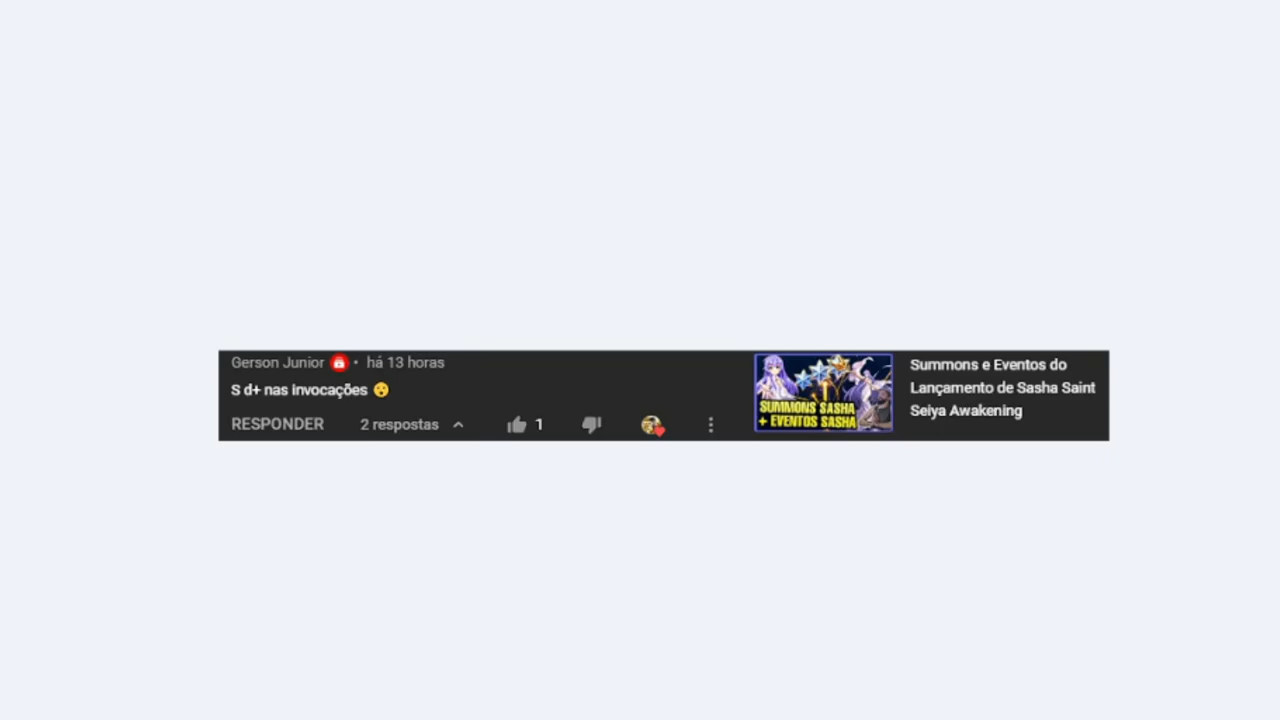 Gerson Junior • há 13 horas
S d+ nas invocações 😮
RESPONDER 2 respostas 1
SUMMONS SASHA
+ EVENTOS SASHA
Summons e Eventos do
Lançamento de Sasha Saint
Seiya Awakening